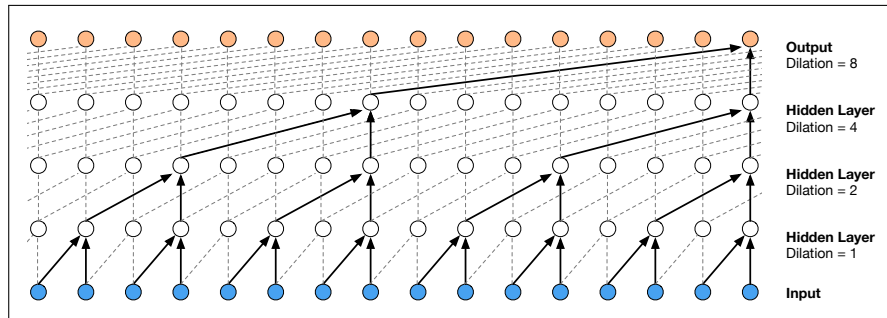 Output
Dilation = 8
Hidden Layer
Dilation = 4
Hidden Layer
Dilation = 2
Hidden Layer
Dilation = 1
Input